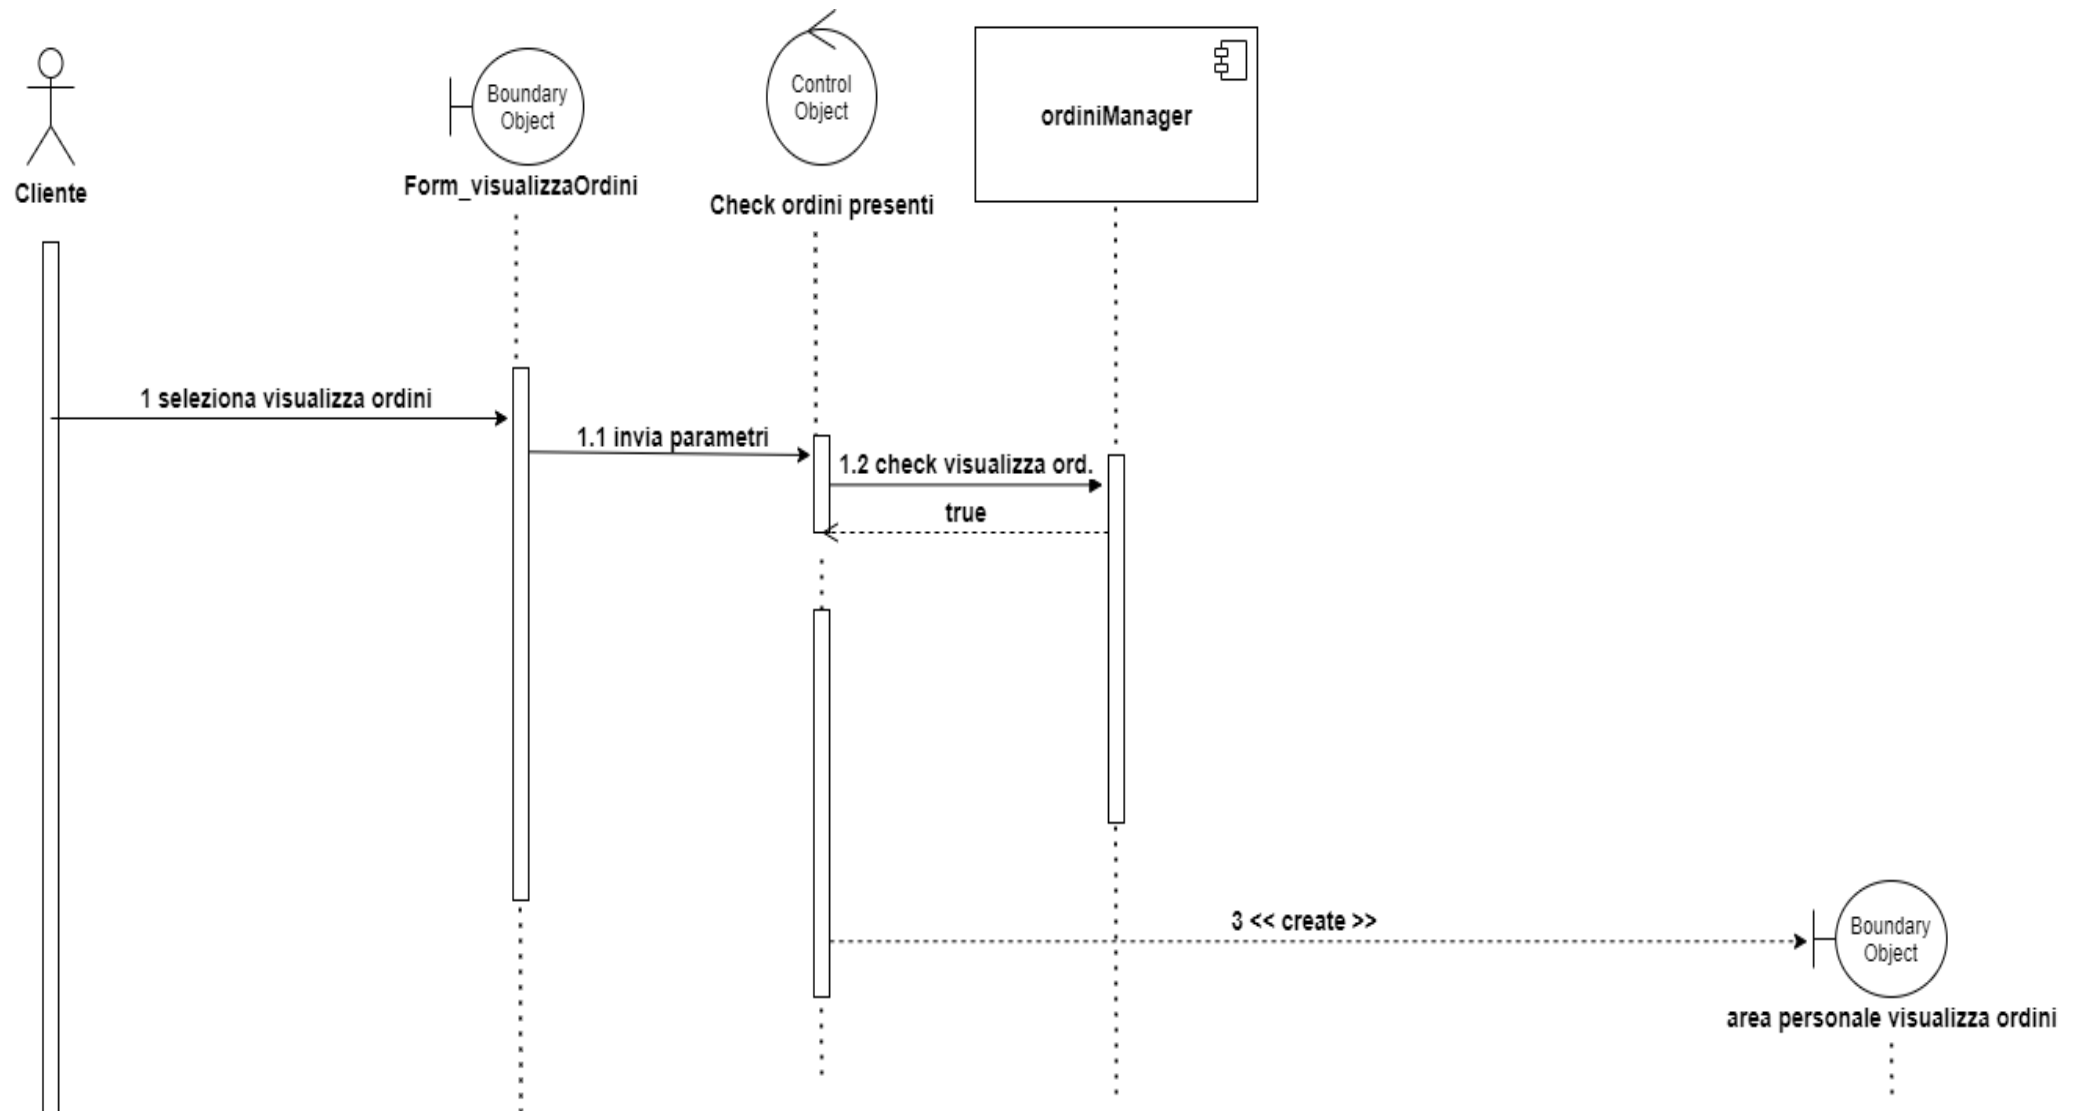 Control
Object
Boundary
Object
ordiniManager
Form_visualizzaOrdini
Cliente
Check ordini presenti
1 seleziona visualizza ordini
1.1 invia parametri
1.2 check visualizza ord.
true
3 << create >>
Boundary
Object
area personale visualizza ordini